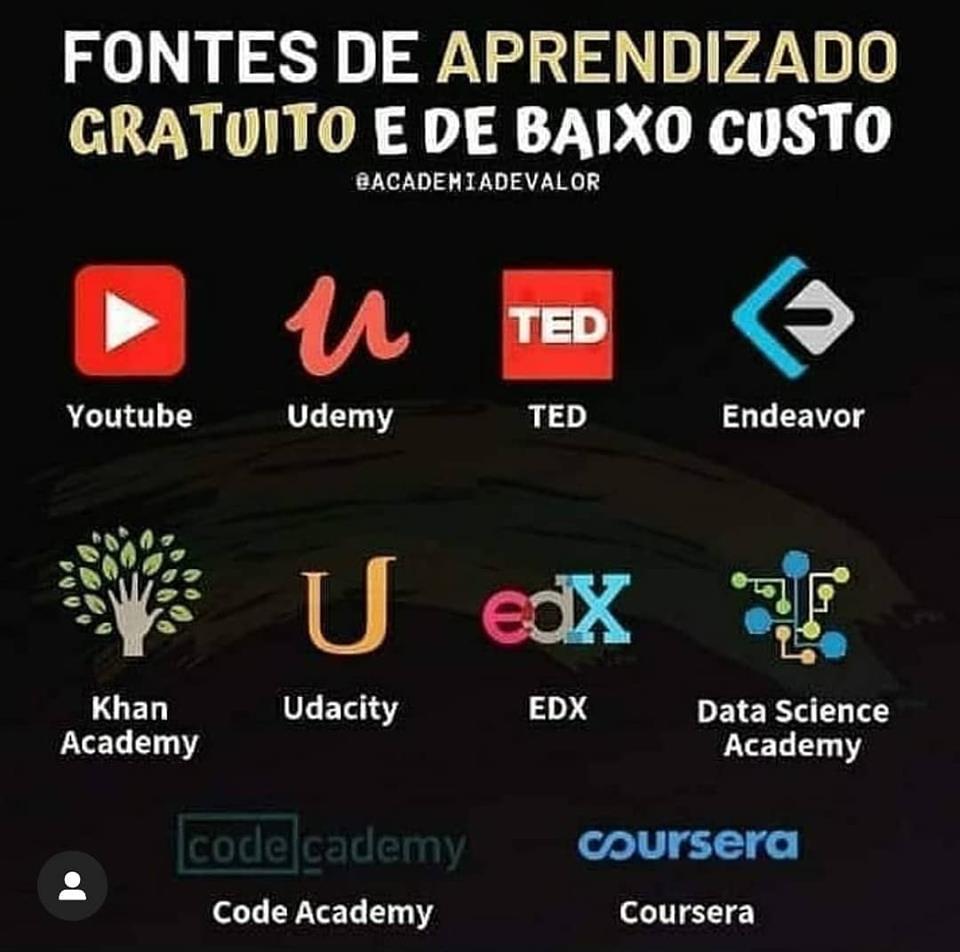 FONTES DE APRENDIZADO
GRATUITO E DE BAIXO CUSTO
@ACADEMIADEVALOR
u
TED
Youtube
Udemy
TED
Endeavor
U
edX
Khan
Academy
Udacity
EDX
Data Science
Academy
codecademy
coursera
Code Academy
Coursera